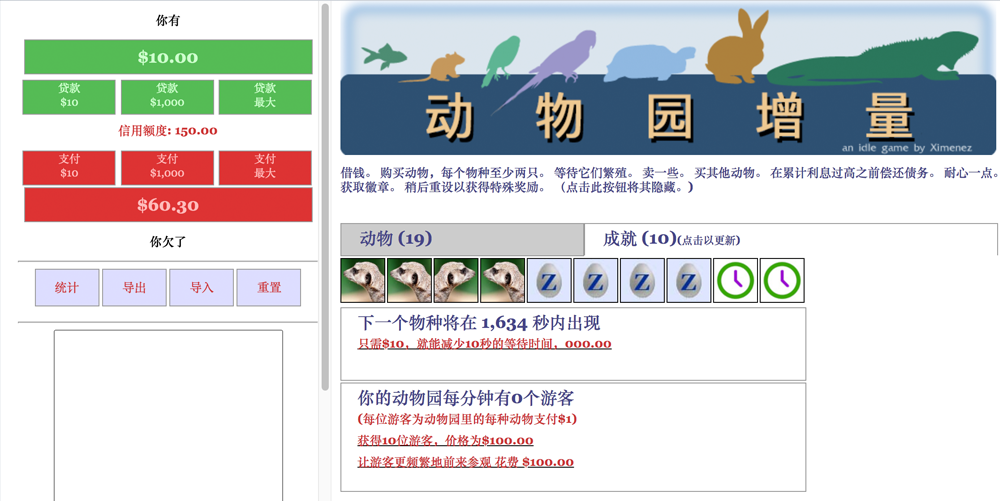 你有
$10.00
贷款
$10
贷款
$1,000
贷款
最大
信用额度: 150.00
支付
$10
支付
$1,000
支付
最大
$60.30
你欠了
统计
导出
导入
重置
动物园增量
an idle game by Ximenez
借钱。 购买动物，每个物种至少两只。 等待它们繁殖。 卖一些。 买其他动物。 在累计利息过高之前偿还债务。 耐心一点。
获取徽章。 稍后重设以获得特殊奖励。 （点击此按钮将其隐藏。）
动物 (19)
成就 (10)(点击以更新)
Z
Z
Z
Z
下一个物种将在 1,634 秒内出现
只需$10，就能减少10秒的等待时间，000.00
你的动物园每分钟有0个游客
(每位游客为动物园里的每种动物支付$1)
获得10位游客，价格为$100.00
让游客更频繁地前来参观 花费 $100.00